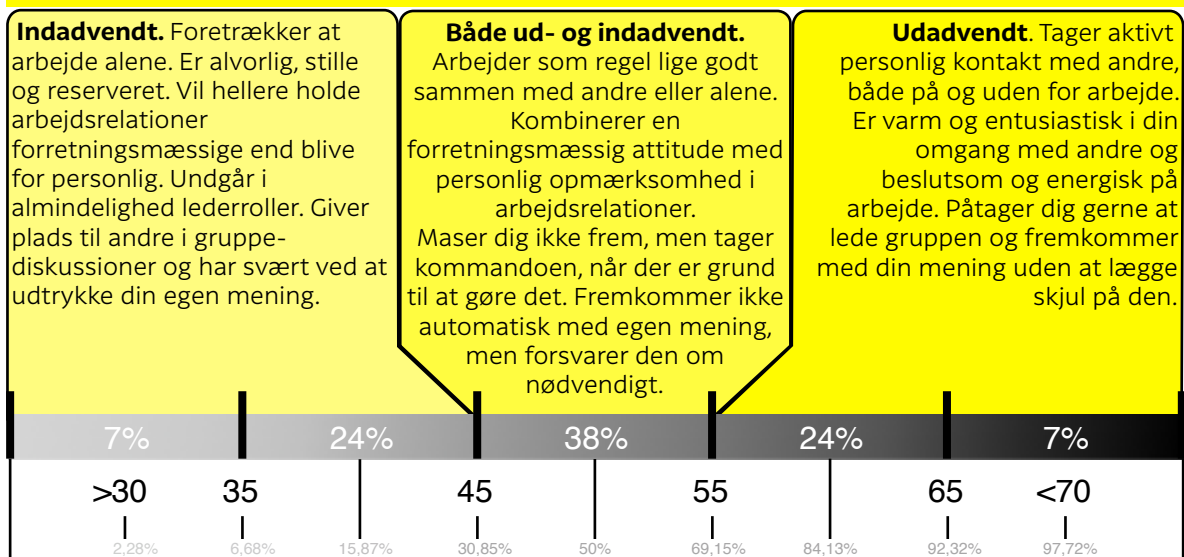 Indadvendt. Foretrækker at
arbejde alene. Er alvorlig, stille
og reserveret. Vil hellere holde
arbejdsrelationer
forretningsmæssige end blive
for personlig. Undgår i
almindelighed lederroller. Giver
plads til andre i gruppe-
diskussioner og har svært ved at
udtrykke din egen mening.
Både ud- og indadvendt.
Arbejder som regel lige godt
sammen med andre eller alene.
Kombinerer en
forretningsmæssig attitude med
personlig opmærksomhed i
arbejdsrelationer.
Maser dig ikke frem, men tager
kommandoen, når der er grund
til at gøre det. Fremkommer ikke
automatisk med egen mening,
men forsvarer den om
nødvendigt.
Udadvendt. Tager aktivt
personlig kontakt med andre,
både på og uden for arbejde.
Er varm og entusiastisk i din
omgang med andre og
beslutsom og energisk på
arbejde. Påtager dig gerne at
lede gruppen og fremkommer
med din mening uden at lægge
skjul på den.
7% 24% 38% 24% 7%
>30 35 45 55 65 <70
2,28% 6,68% 15,87% 30,85% 50% 69,15% 84,13% 92,32% 97,72%